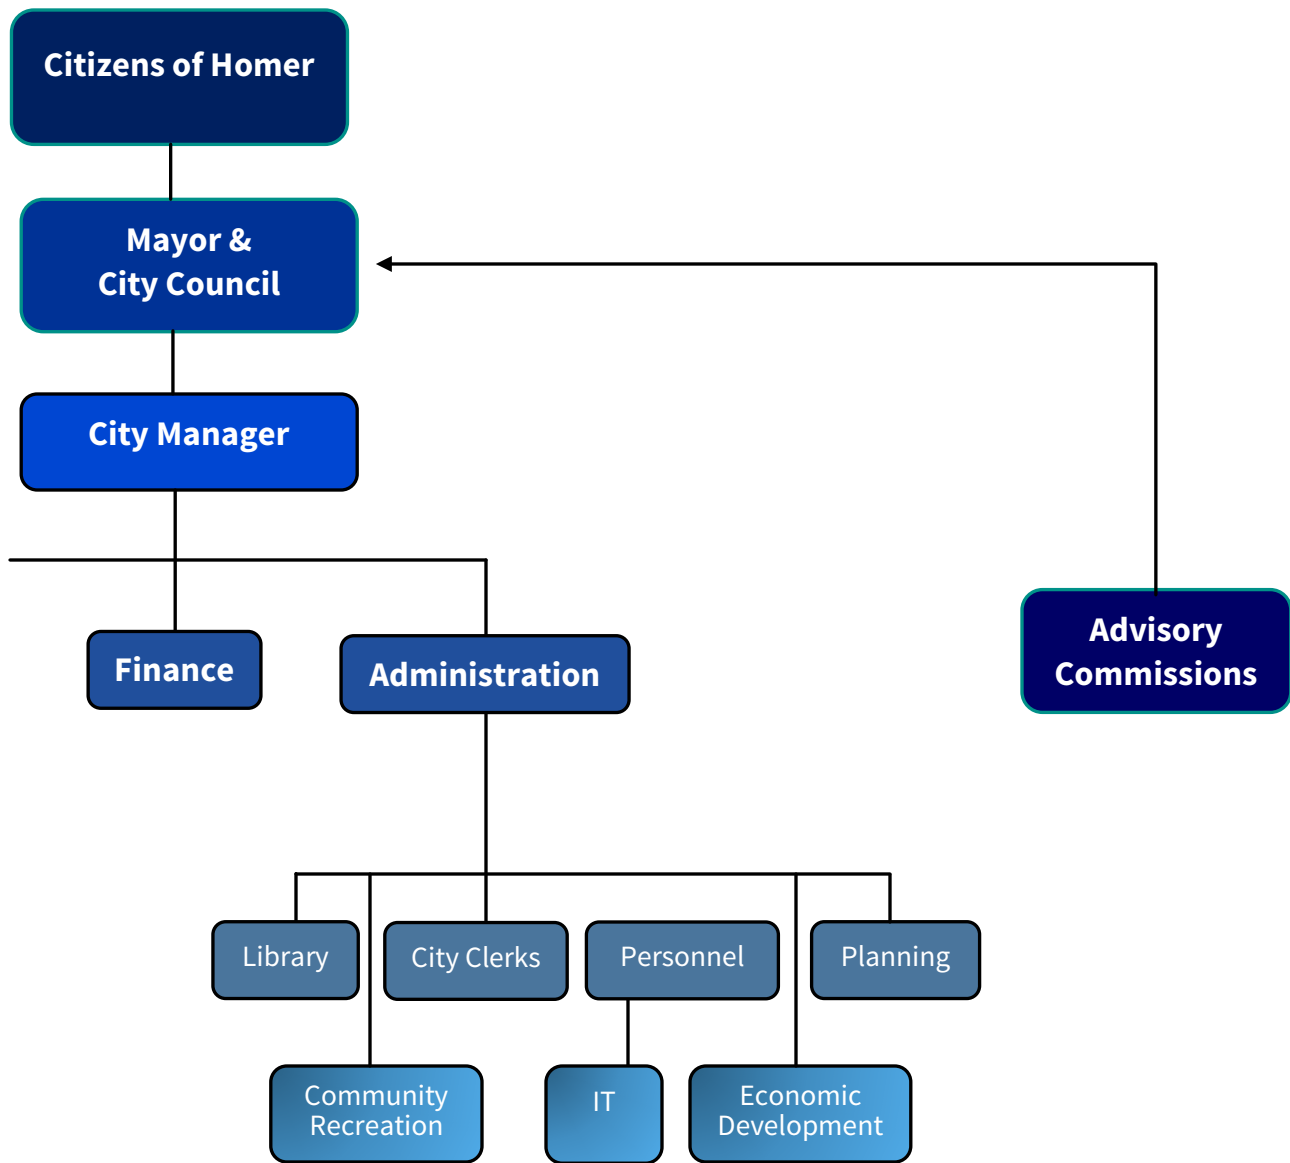 Citizens of Homer
Mayor &
City Council
City Manager
Finance
Administration
Advisory
Commissions
Library
City Clerks
Personnel
Planning
Community
Recreation
IT
Economic
Development